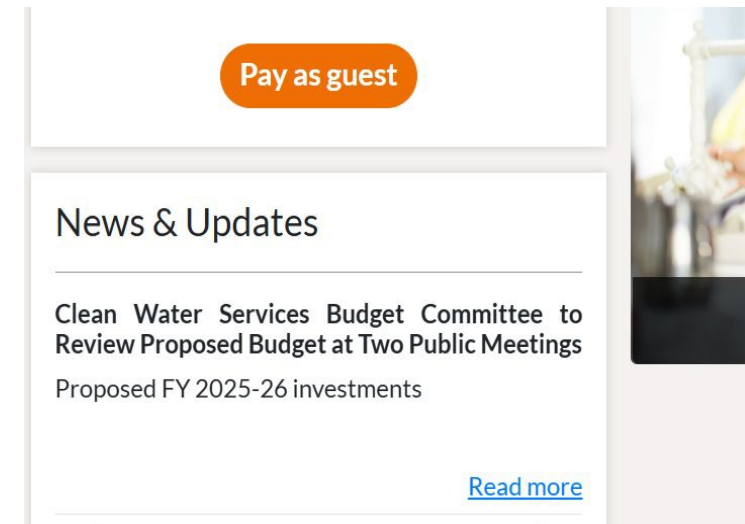 Pay as guest
News & Updates
Clean Water Services Budget Committee to
Review Proposed Budget at Two Public Meetings
Proposed FY 2025-26 investments
Read more